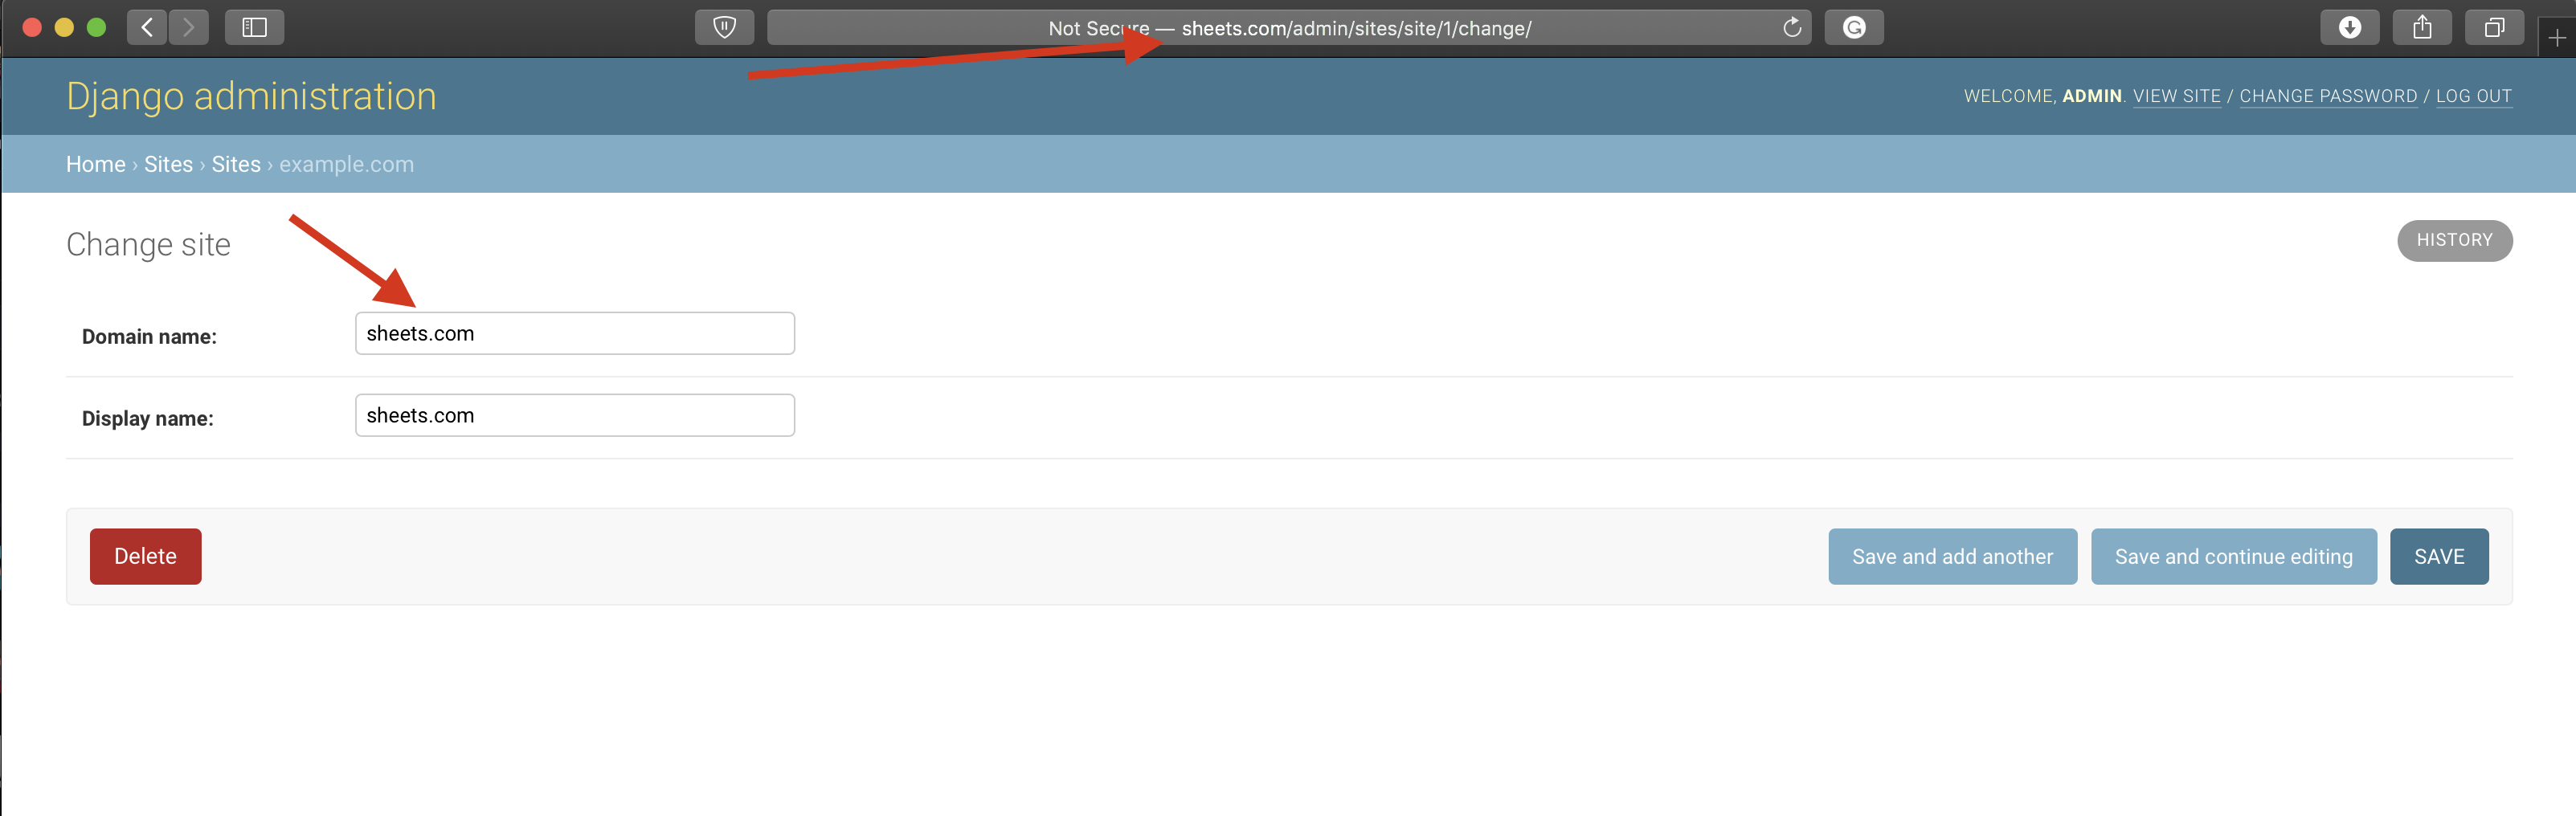 Not Secure — sheets.com/admin/sites/site/1/change/
Django administration
WELCOME, ADMIN. VIEW SITE / CHANGE PASSWORD / LOG OUT
Home › Sites › Sites › example.com
Change site
HISTORY
Domain name: sheets.com
Display name: sheets.com
Delete Save and add another Save and continue editing SAVE